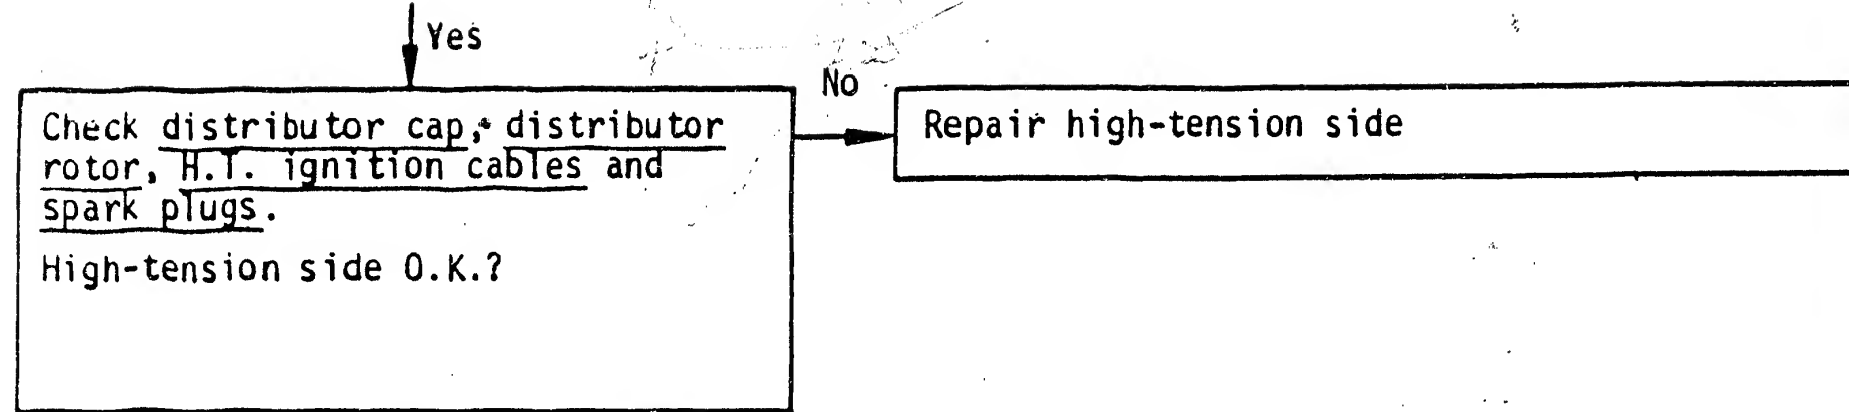 Yes
No
Check distributor cap, distributor
rotor, H.T. ignition cables and
spark plugs.
High-tension side O.K.?
Repair high-tension side